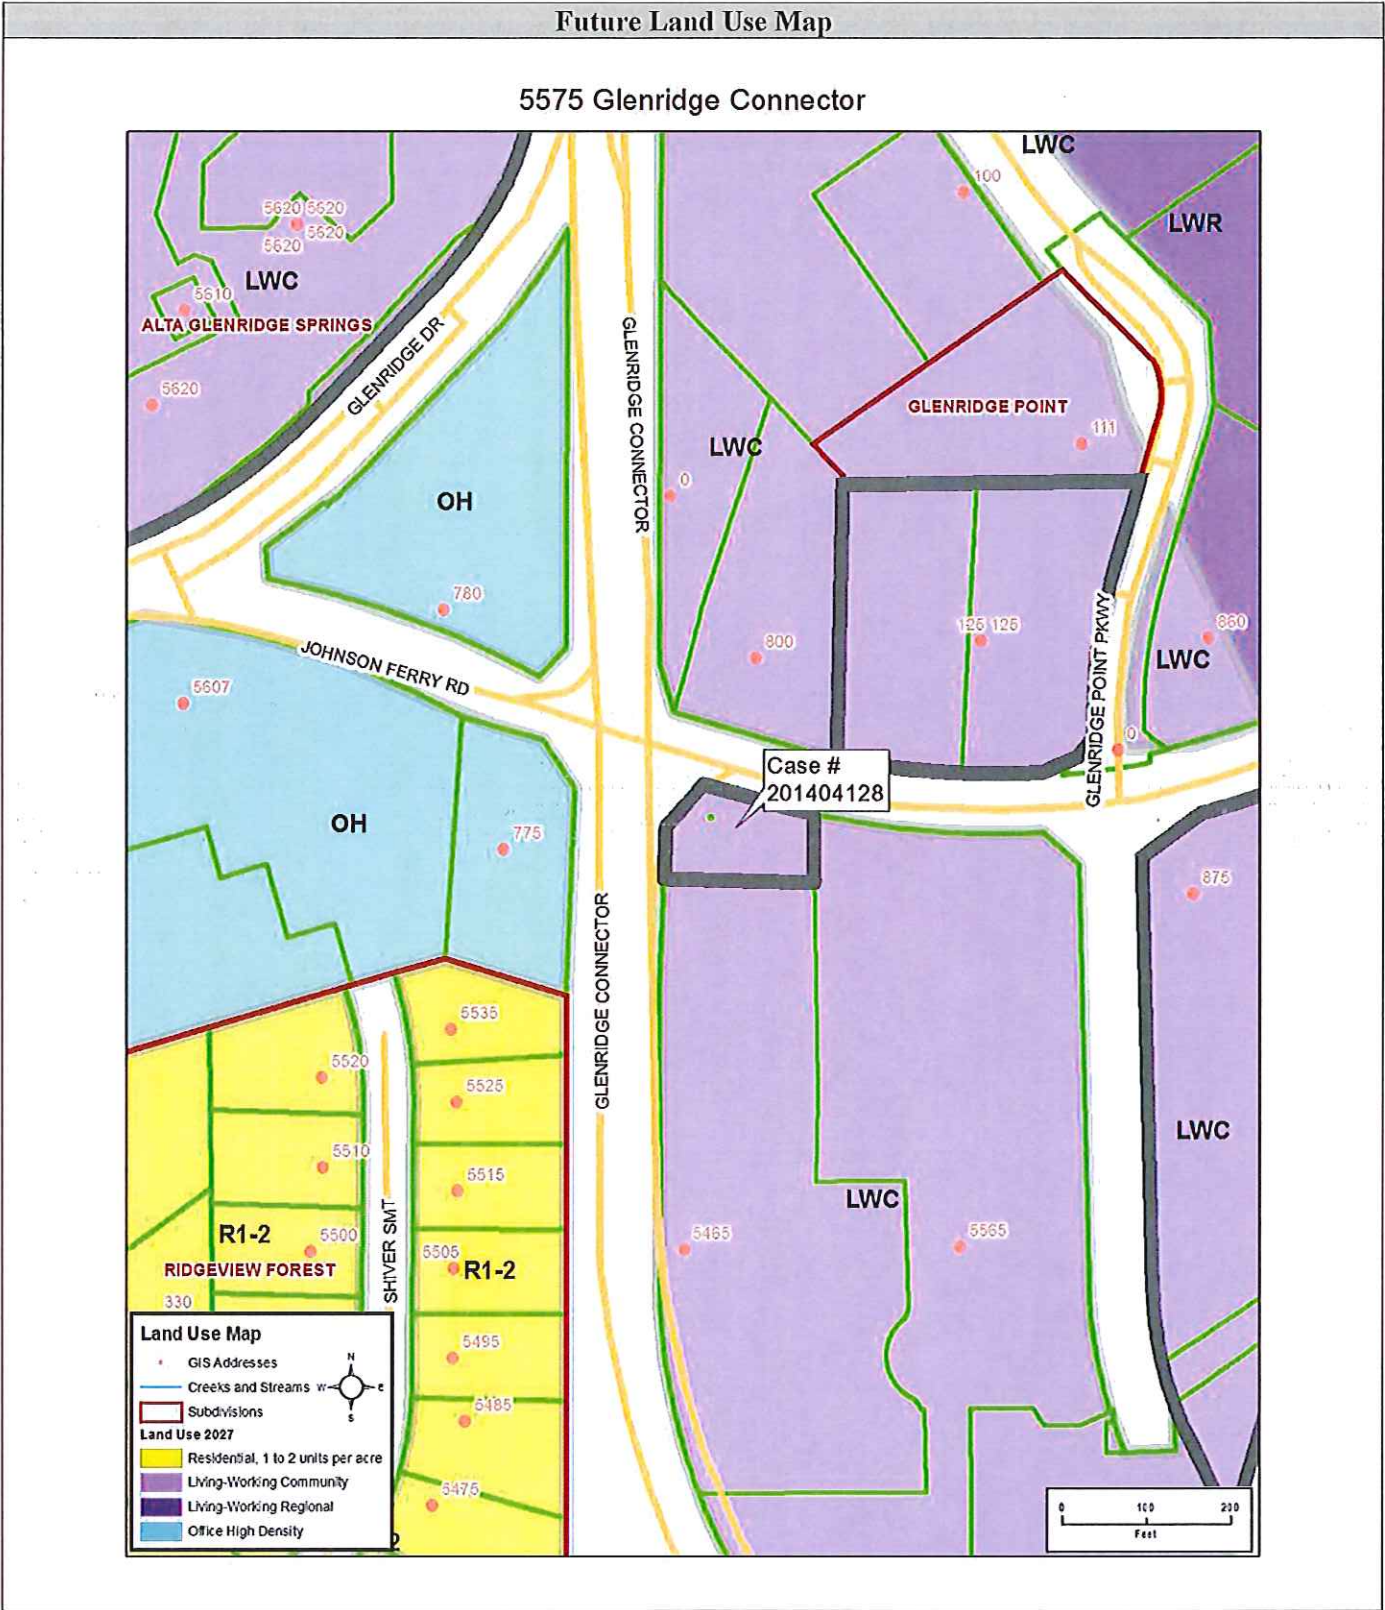 Future Land Use Map
5575 Glenridge Connector
LWC
100
LWR
5620 5620
5620 5620
LWC
5610
ALTA GLENRIDGE SPRINGS
5620
GLENRIDGE DR
GLENRIDGE CONNECTOR
GLENRIDGE POINT
111
LWC
0
OH
780
800
125 125
GLENRIDGE POINT PKWY
860
LWC
JOHNSON FERRY RD
5607
0
Case #
201404128
OH
775
875
GLENRIDGE CONNECTOR
5535
5520
5525
5510
5515
LWC
LWC
SHIVER SMT
R1-2
5500
5505
R1-2
5465
5565
RIDGEVIEW FOREST
330
5495
5485
5475
2
Land Use Map
GIS Addresses
Creeks and Streams
Subdivisions
N
W
E
S
Land Use 2027
Residential, 1 to 2 units per acre
Living-Working Community
Living-Working Regional
Office High Density
0 100 200
Feet